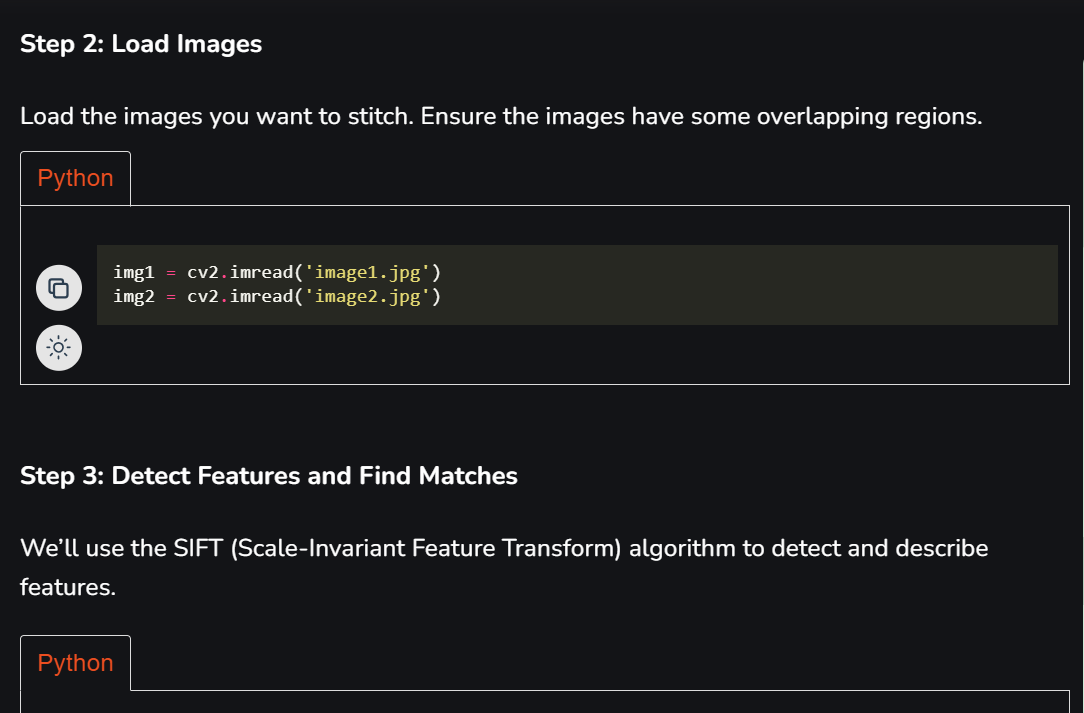 Step 2: Load Images
Load the images you want to stitch. Ensure the images have some overlapping regions.
Python
img1 = cv2.imread('image1.jpg')
img2 = cv2.imread('image2.jpg')
Step 3: Detect Features and Find Matches
We’ll use the SIFT (Scale-Invariant Feature Transform) algorithm to detect and describe
features.
Python